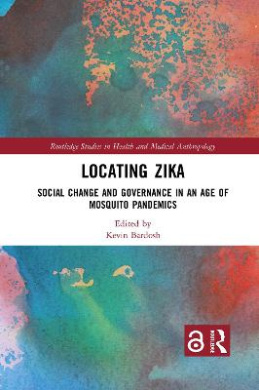 Routledge Studies in Health and Medical Anthropology
LOCATING ZIKA
SOCIAL CHANGE AND GOVERNANCE IN AN AGE OF
MOSQUITO PANDEMICS
Edited by
Kevin Bardosh
ROUTLEDGE